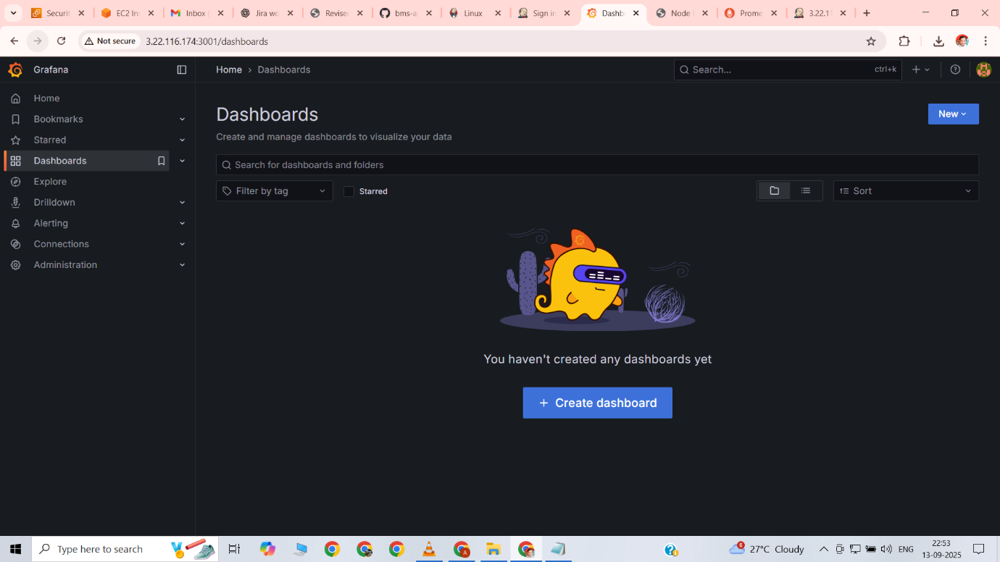 Securit
EC2 Ins
Inbox (
Jira wo
Revised
bms-a
Linux
Sign in
Dashb
Node
Prome
3.22.11
Not secure
3.22.116.174:3001/dashboards
Grafana
Home › Dashboards
Search...
ctrl+k
Home
Bookmarks
Starred
Dashboards
Explore
Drilldown
Alerting
Connections
Administration
Dashboards
New
Create and manage dashboards to visualize your data
Search for dashboards and folders
Filter by tag
Starred
Sort
You haven't created any dashboards yet
+ Create dashboard
Type here to search
A
6
27°C Cloudy
ENG
22:53
13-09-2025